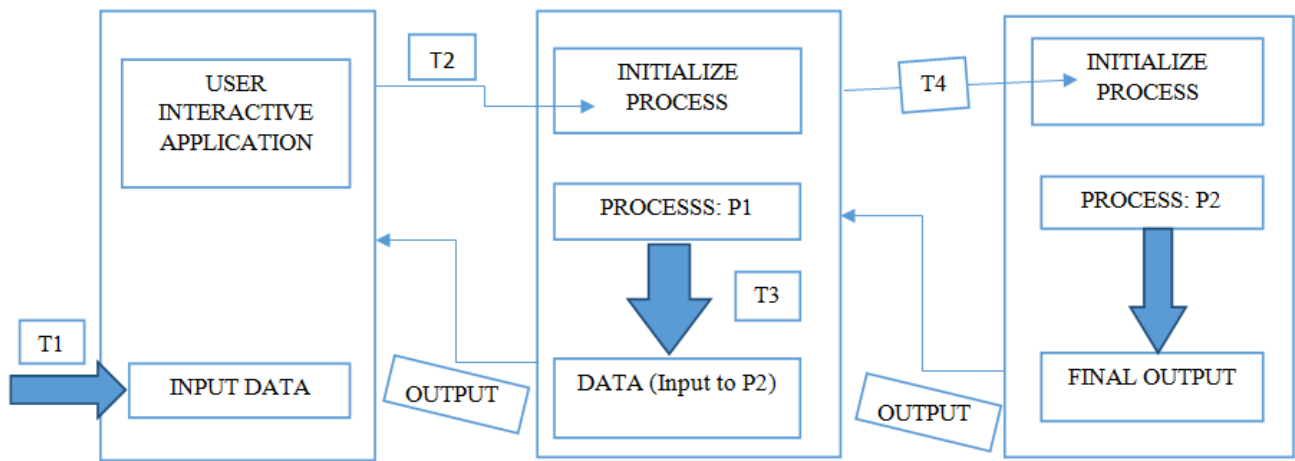 USER
INTERACTIVE
APPLICATION
T1
INPUT DATA
T2
OUTPUT
INITIALIZE
PROCESS
PROCESSS: P1
T3
DATA (Input to P2)
T4
OUTPUT
INITIALIZE
PROCESS
PROCESS: P2
FINAL OUTPUT